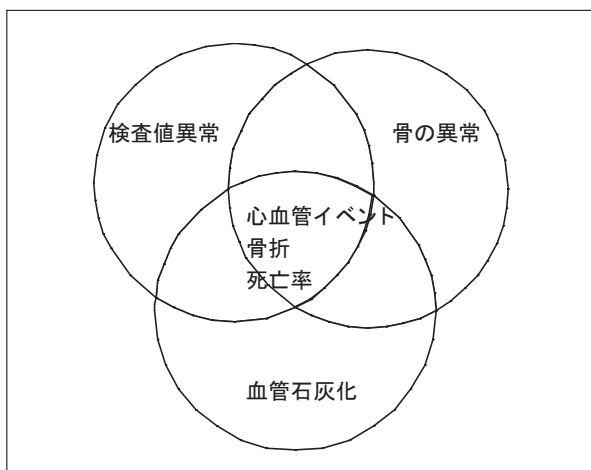 検査値異常
骨の異常
心血管イベント
骨折
死亡率
血管石灰化